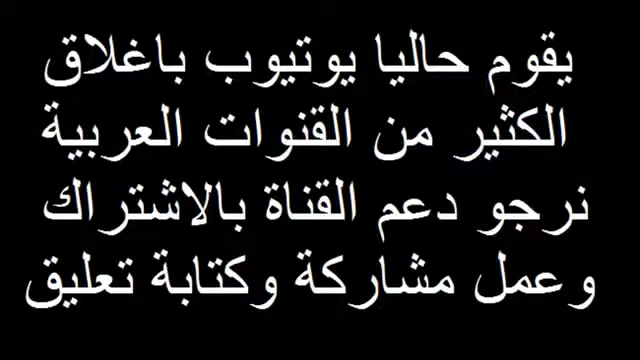 يقوم حاليا يوتيوب باغلاق
الكثير من القنوات العربية
نرجو دعم القناة بالاشتراك
وعمل مشاركة وكتابة تعليق